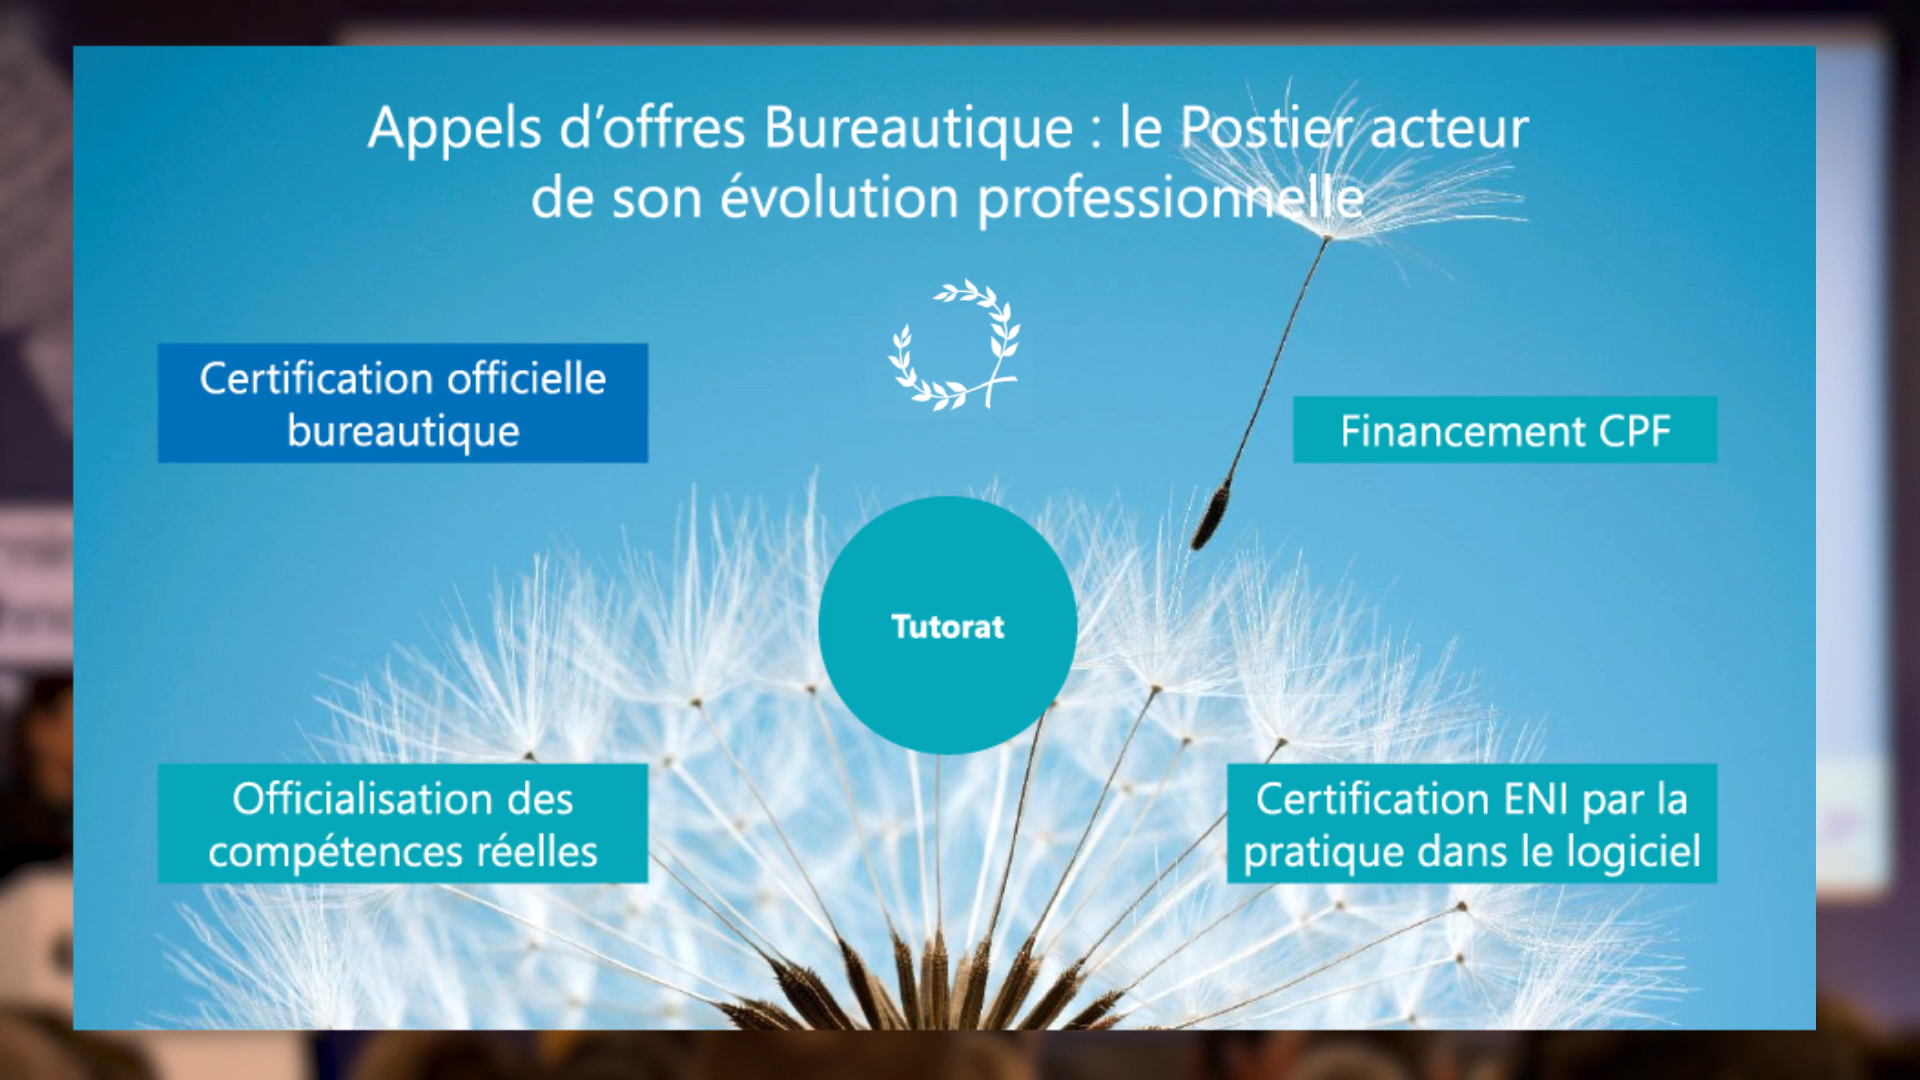 Appels d’offres Bureautique : le Postier acteur
de son évolution professionnelle
Certification officielle
bureautique
Financement CPF
Tutorat
Officialisation des
compétences réelles
Certification ENI par la
pratique dans le logiciel